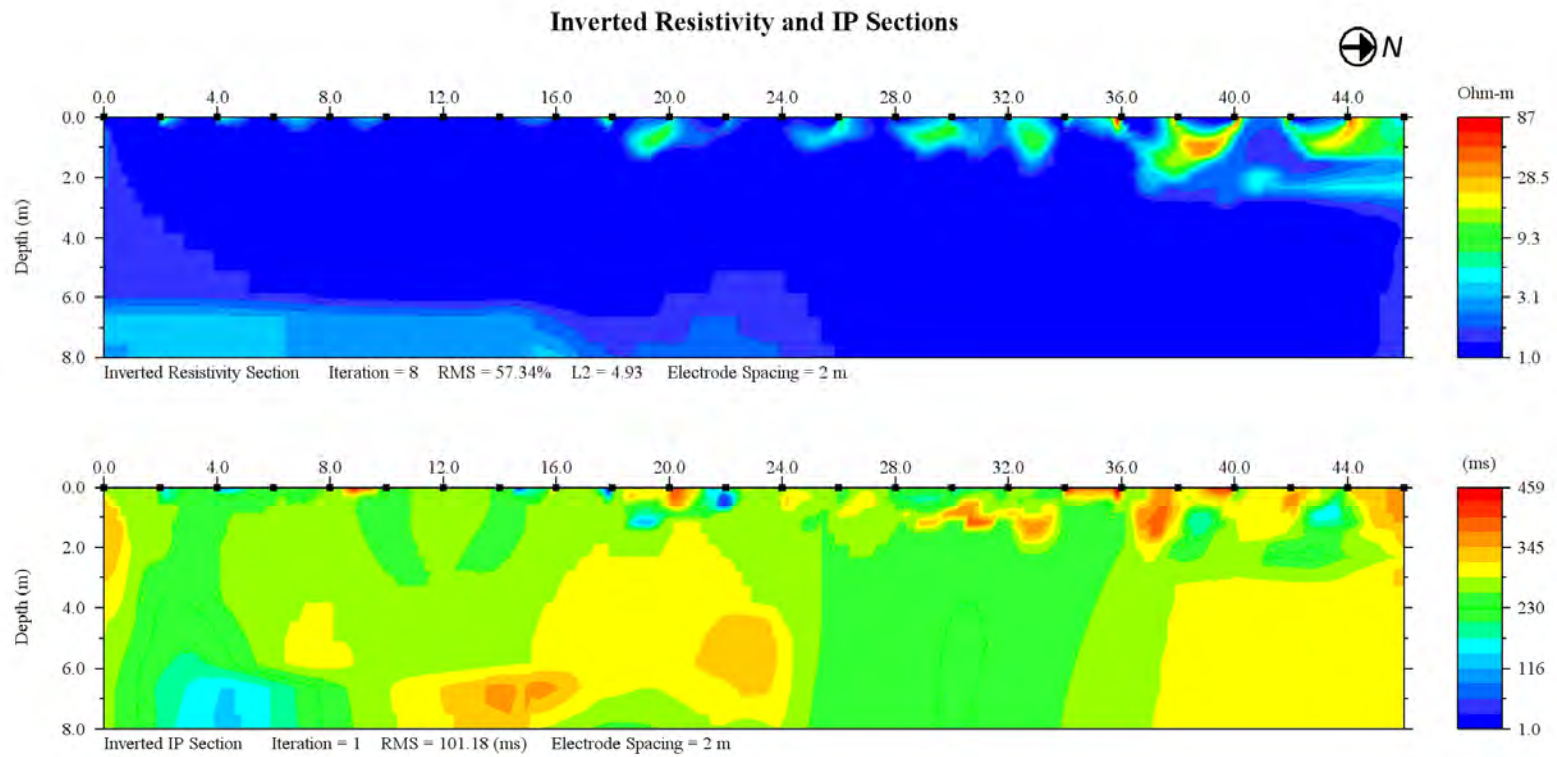 Inverted Resistivity and IP Sections
N
0.0 4.0 8.0 12.0 16.0 20.0 24.0 28.0 32.0 36.0 40.0 44.0
Ohm-m
0.0
2.0
4.0
6.0
8.0
Depth (m)
87
28.5
9.3
3.1
1.0
Inverted Resistivity Section Iteration = 8 RMS = 57.34% L2 = 4.93 Electrode Spacing = 2 m
0.0 4.0 8.0 12.0 16.0 20.0 24.0 28.0 32.0 36.0 40.0 44.0
(ms)
0.0
2.0
4.0
6.0
8.0
Depth (m)
459
345
230
116
1.0
Inverted IP Section Iteration = 1 RMS = 101.18 (ms) Electrode Spacing = 2 m